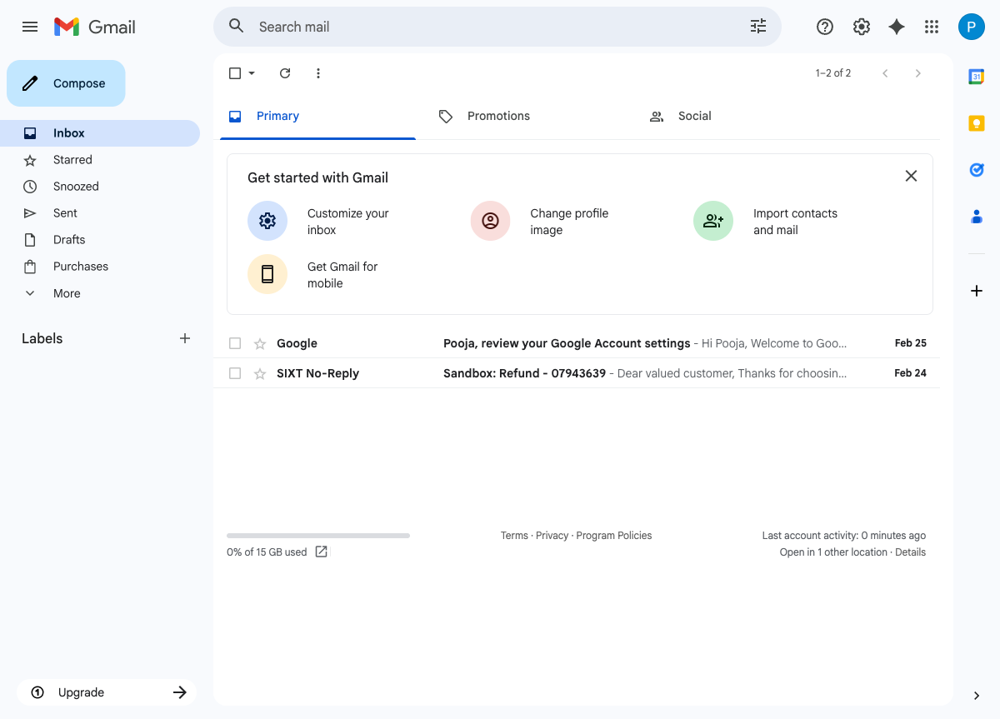 Gmail
Search mail
P
Compose
1–2 of 2
31
Primary
Promotions
Social
Inbox
Starred
Snoozed
Sent
Drafts
Purchases
More
Labels
Get started with Gmail
Customize your
inbox
Change profile
image
Import contacts
and mail
Get Gmail for
mobile
Google Pooja, review your Google Account settings - Hi Pooja, Welcome to Goo... Feb 25
SIXT No-Reply Sandbox: Refund - 07943639 - Dear valued customer, Thanks for choosin... Feb 24
0% of 15 GB used
Terms · Privacy · Program Policies
Last account activity: 0 minutes ago
Open in 1 other location · Details
1 Upgrade